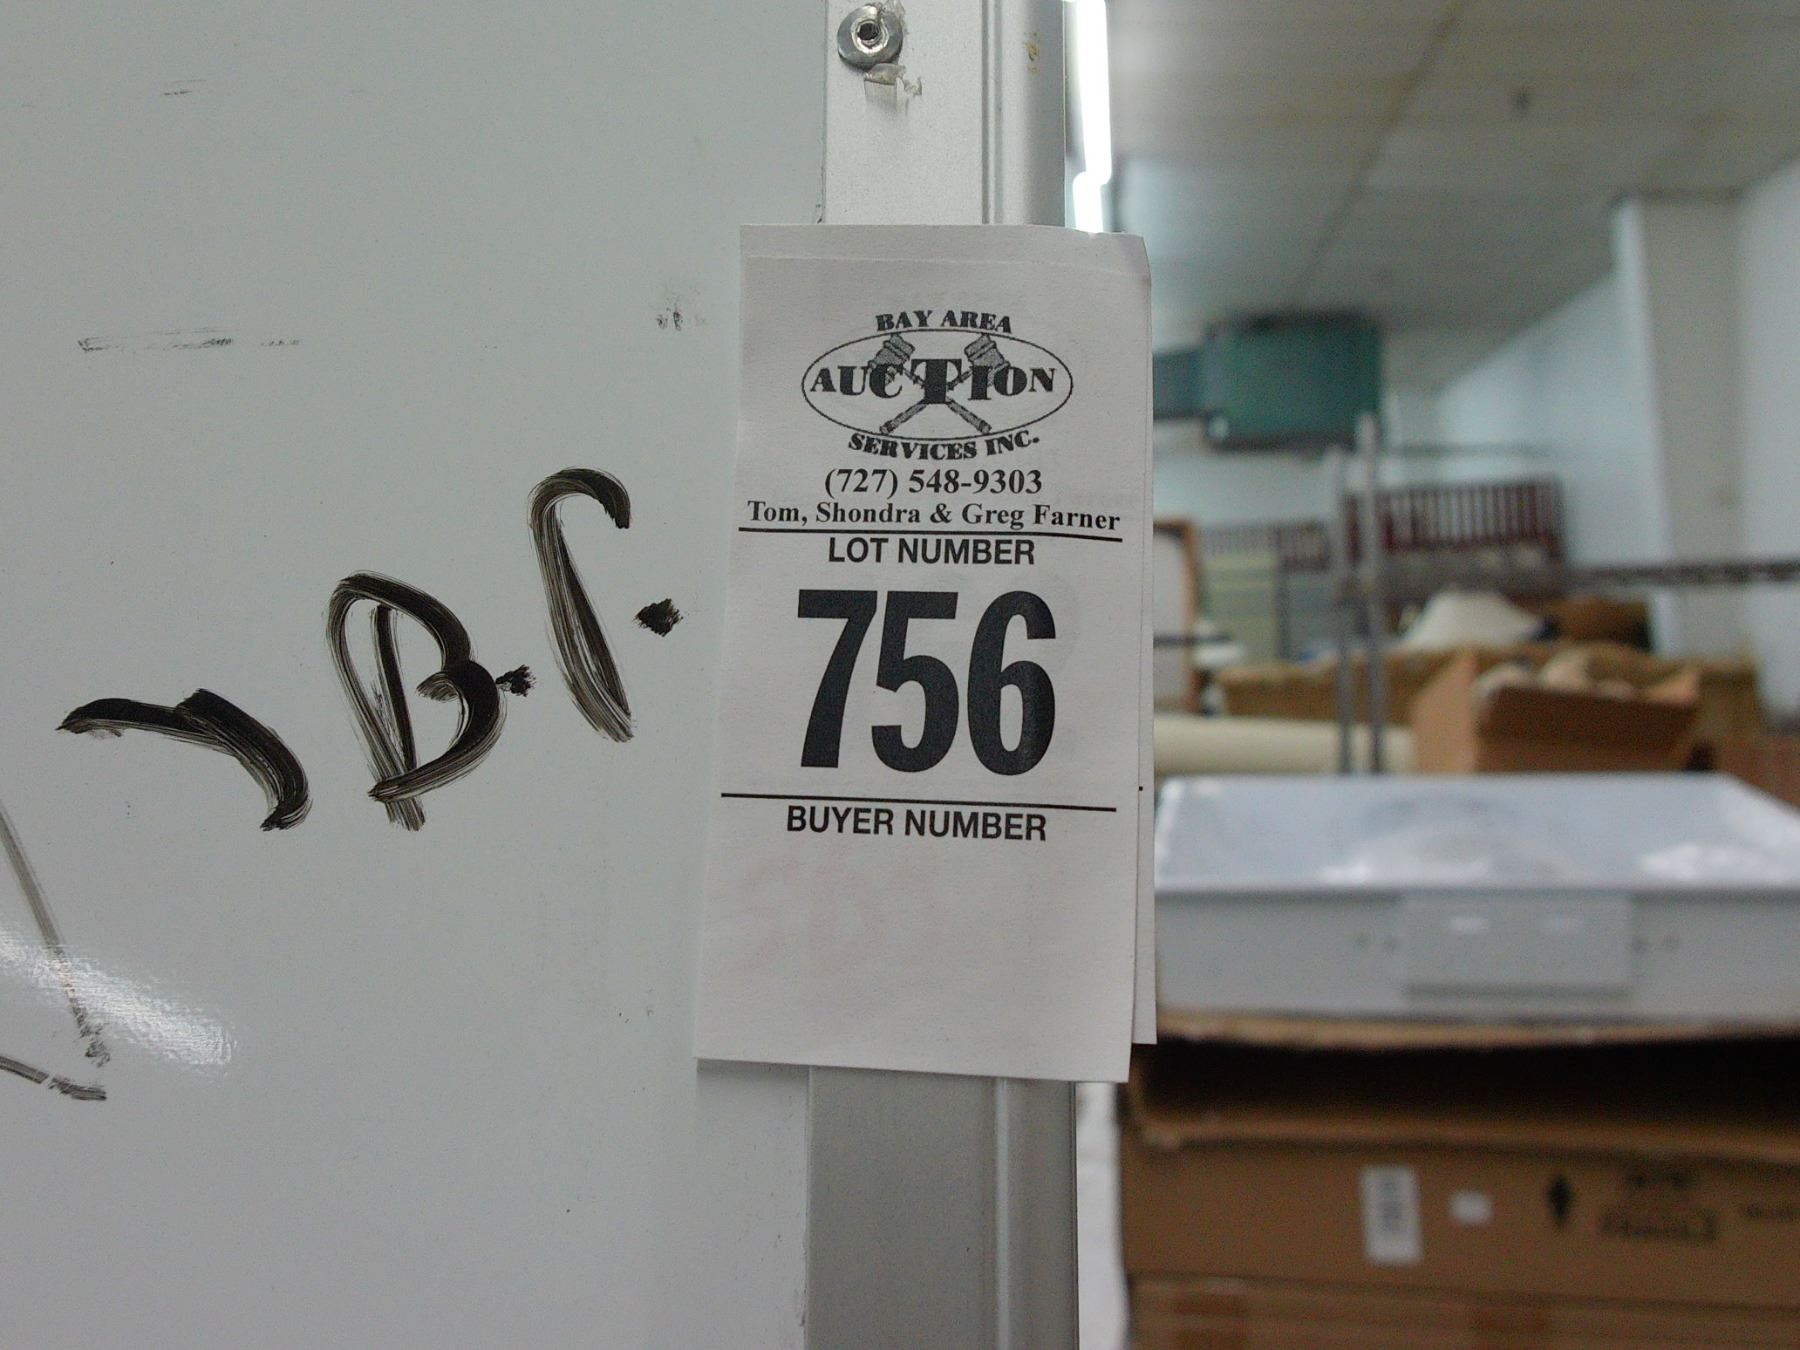 BAY AREA
AUCTION
SERVICES INC.
(727) 548-9303
Tom, Shondra & Greg Farner
LOT NUMBER
756
BUYER NUMBER